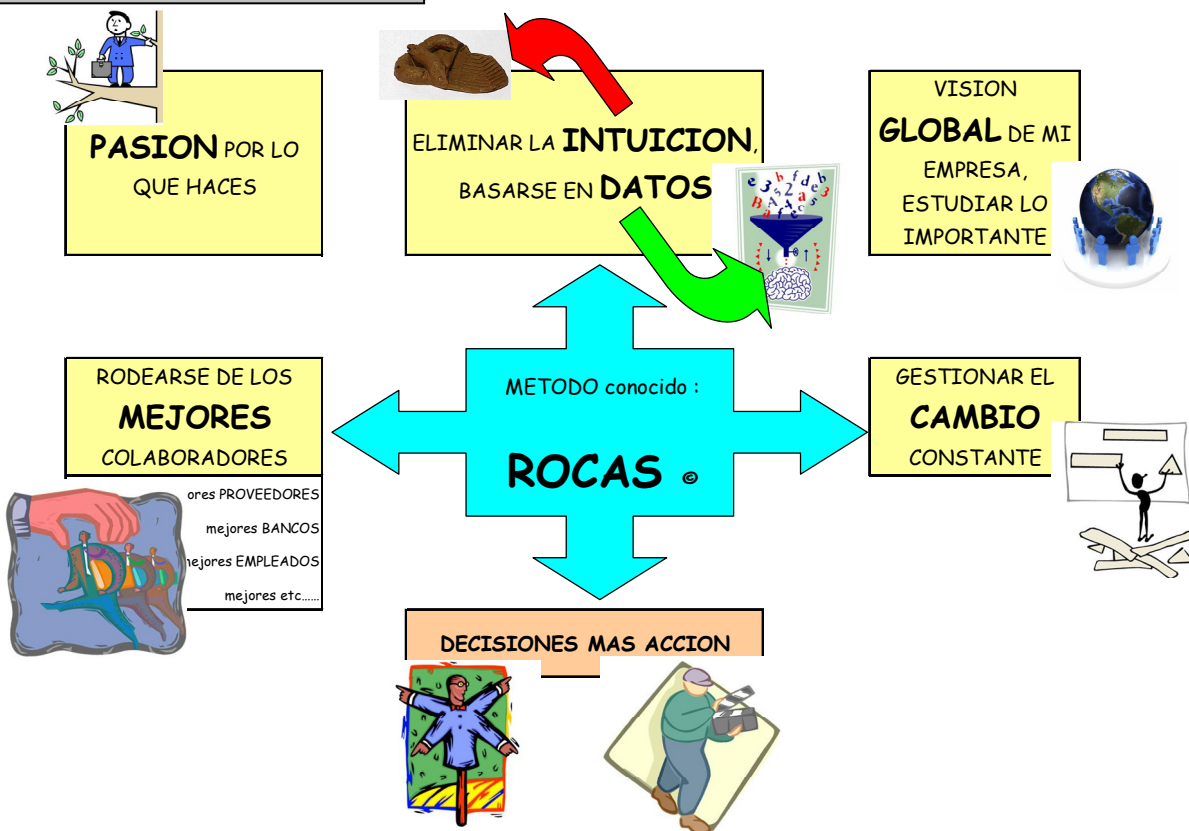 PASION POR LO
QUE HACES
ELIMINAR LA INTUICION,
BASARSE EN DATOS
VISION
GLOBAL DE MI
EMPRESA,
ESTUDIAR LO
IMPORTANTE
RODEARSE DE LOS
MEJORES
COLABORADORES
ores PROVEEDORES
mejores BANCOS
ejores EMPLEADOS
mejores etc......
METODO conocido :
ROCAS ©
GESTIONAR EL
CAMBIO
CONSTANTE
DECISIONES MAS ACCION